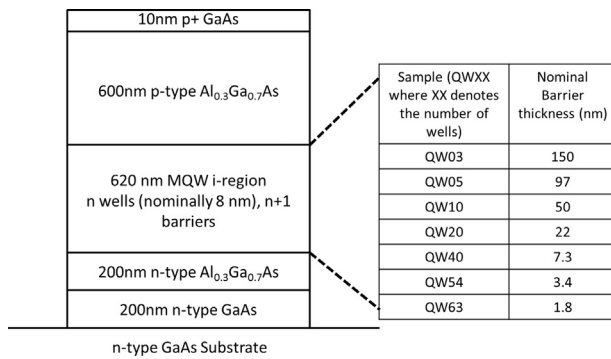 10nm p+ GaAs
600nm p-type Al₀.₃Ga₀.₇As
620 nm MQW i-region
n wells (nominally 8 nm), n+1
barriers
200nm n-type Al₀.₃Ga₀.₇As
200nm n-type GaAs
n-type GaAs Substrate
Sample (QWXX
where XX denotes
the number of
wells)
Nominal
Barrier
thickness (nm)
QW03 150
QW05 97
QW10 50
QW20 22
QW40 7.3
QW54 3.4
QW63 1.8